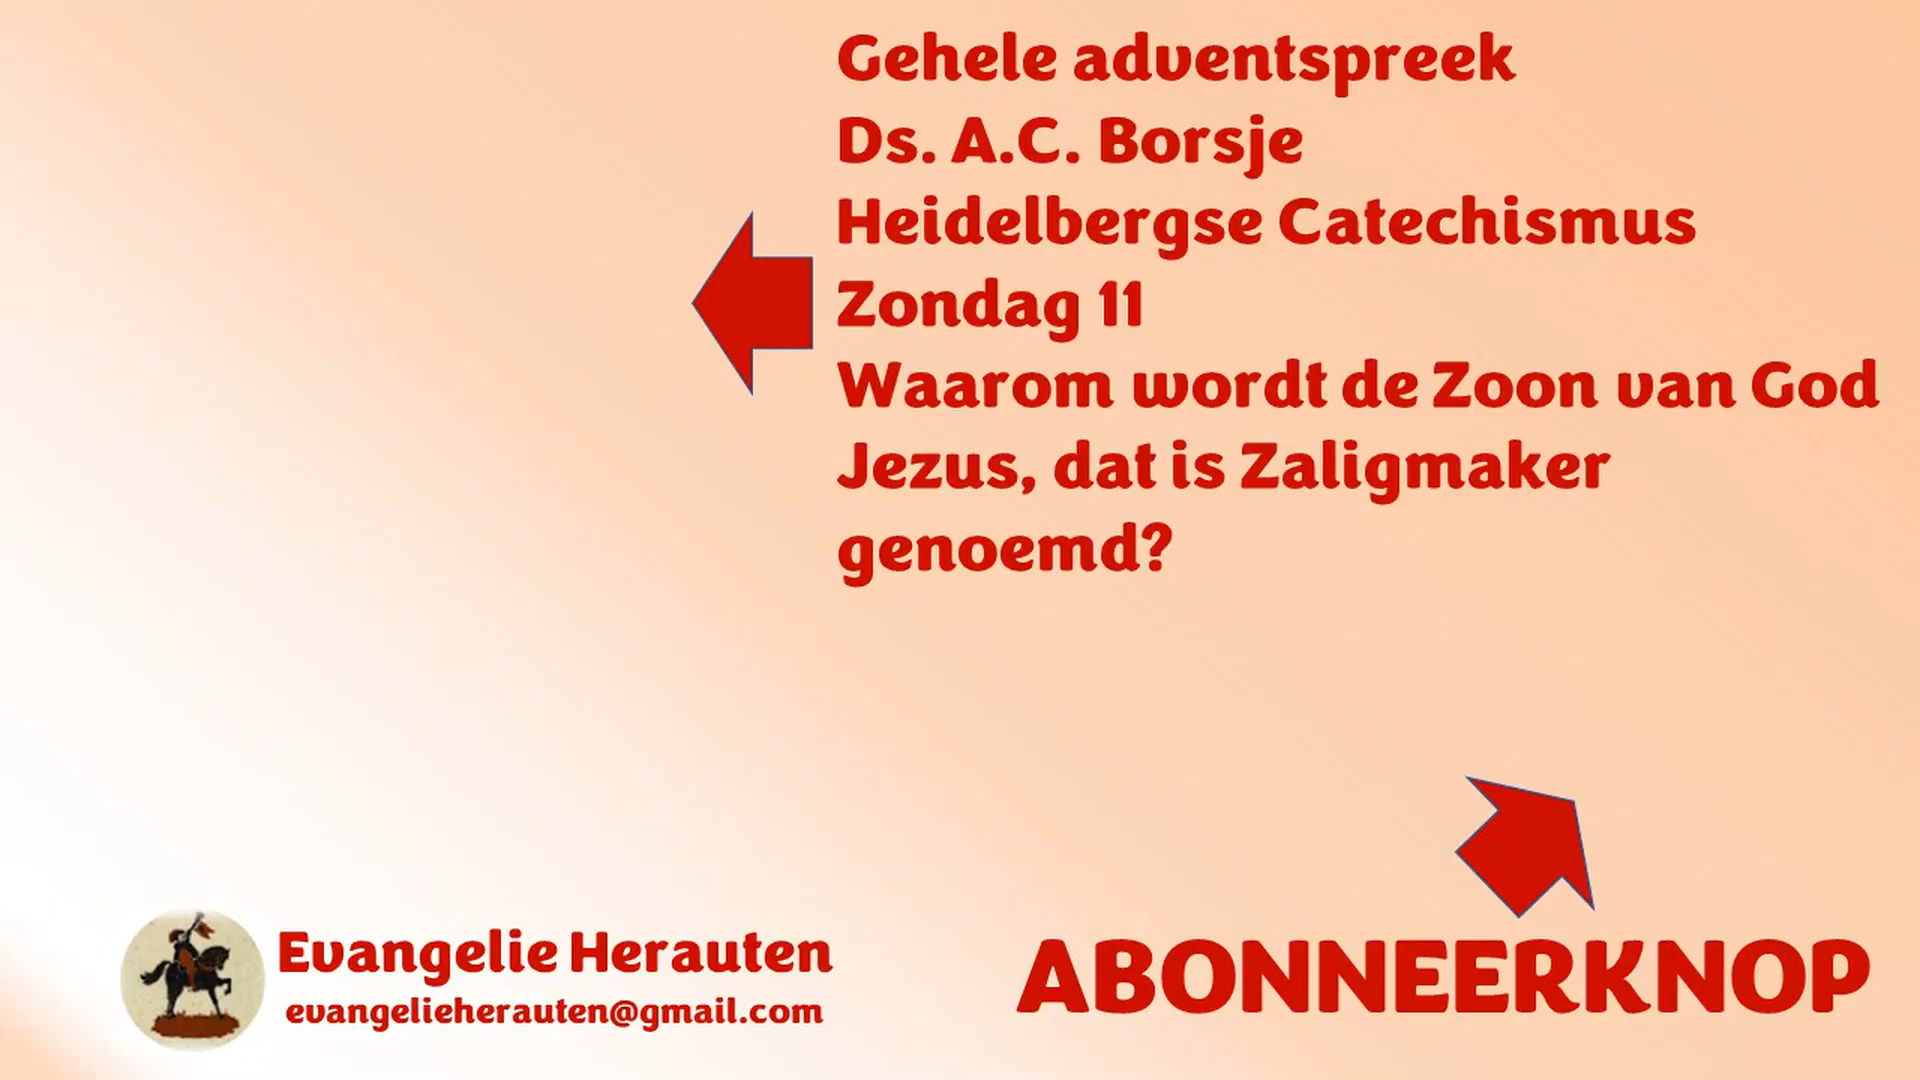 Gehele adventspreek
Ds. A.C. Borsje
Heidelbergse Catechismus
Zondag 11
Waarom wordt de Zoon van God
Jezus, dat is Zaligmaker
genoemd?
Evangelie Herauten
evangelieherauten@gmail.com
ABONNEERKNOP